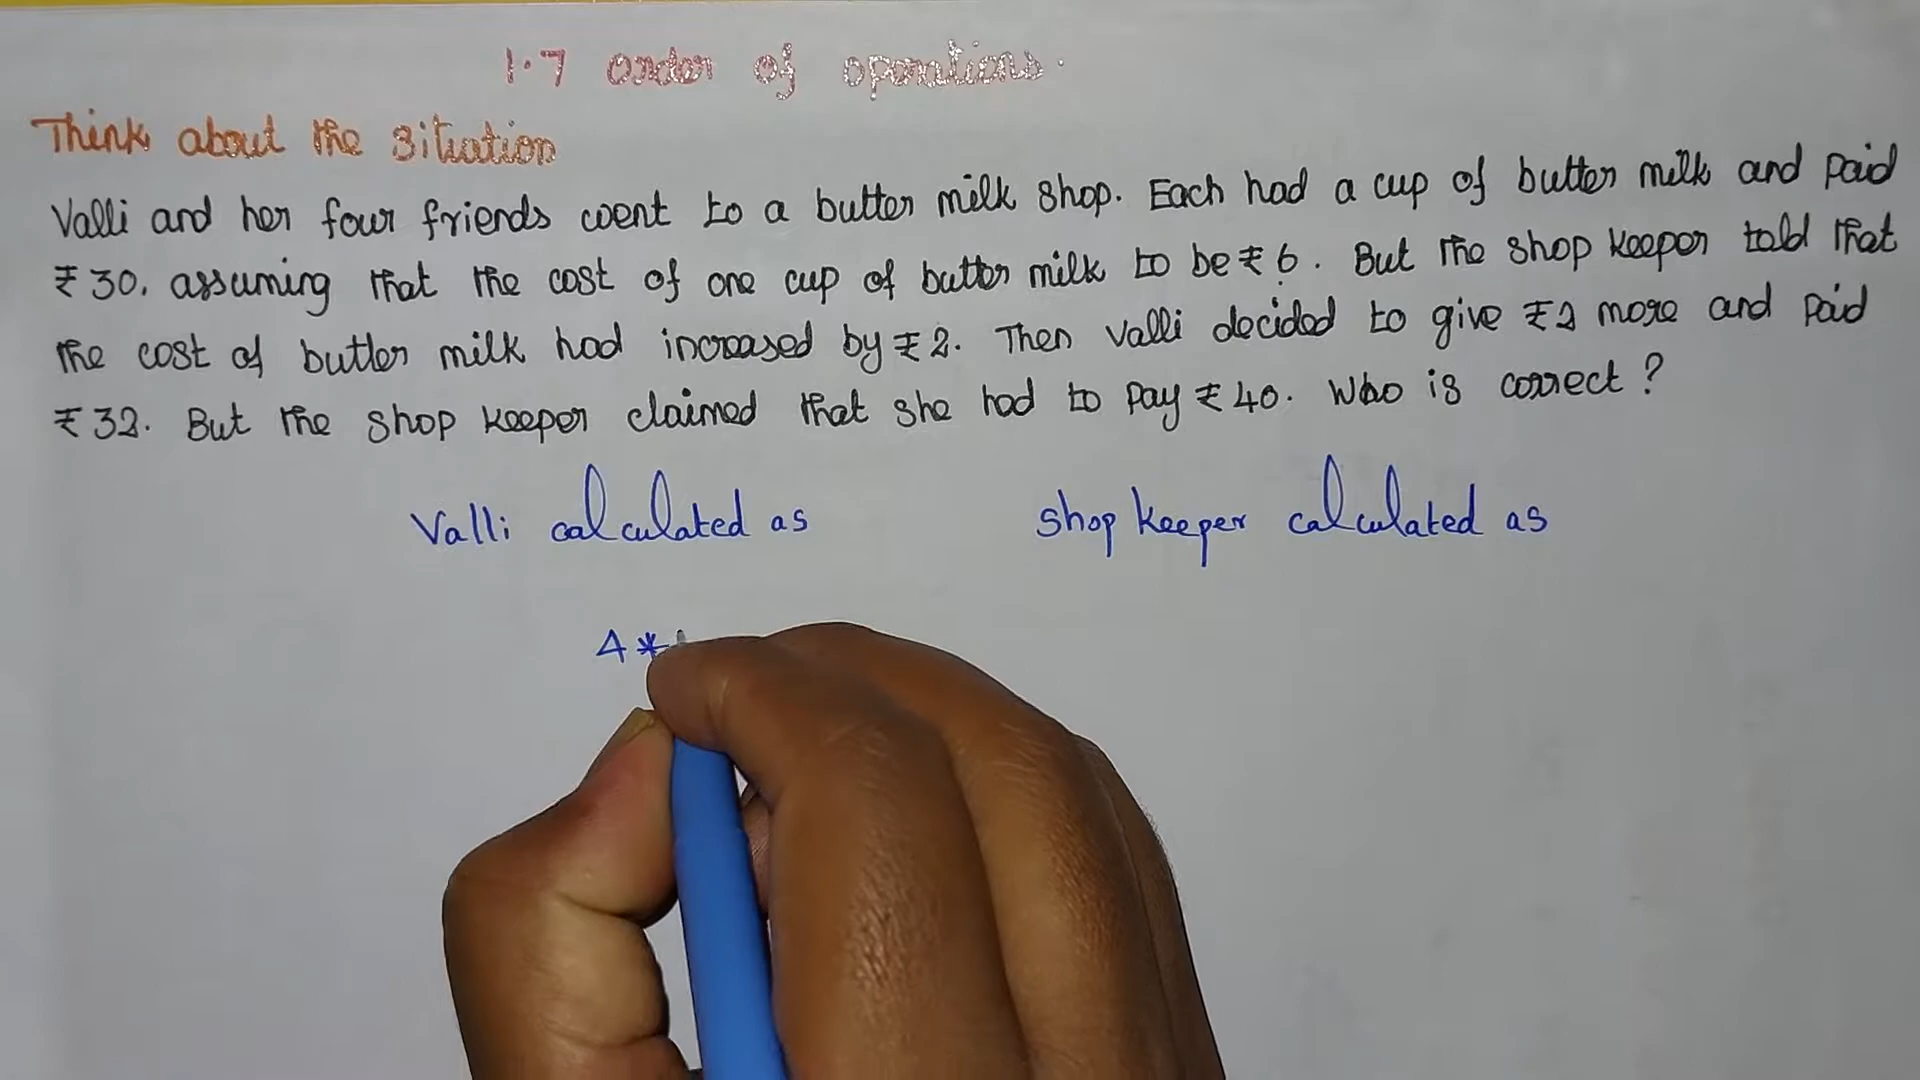 1.7 order of operations.
Think about the situation
Valli and her four friends went to a butter milk shop. Each had a cup of butter milk and paid
₹30. assuming that the cost of one cup of butter milk to be ₹6. But the shop keeper told that
the cost of butter milk had increased by ₹2. Then Valli decided to give ₹2 more and paid
₹32. But the shop keeper claimed that she had to pay ₹40. Who is correct?
Valli calculated as
shop keeper calculated as
4*